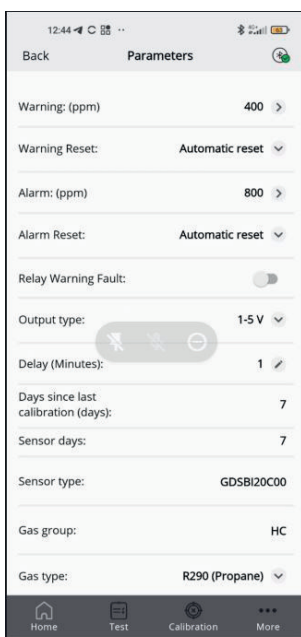 12:44
Back Parameters
Warning: (ppm) 400
Warning Reset: Automatic reset
Alarm: (ppm) 800
Alarm Reset: Automatic reset
Relay Warning Fault:
Output type: 1-5 V
Delay (Minutes): 1
Days since last
calibration (days): 7
Sensor days: 7
Sensor type: GDSBI20C00
Gas group: HC
Gas type: R290 (Propane)
Home Test Calibration More